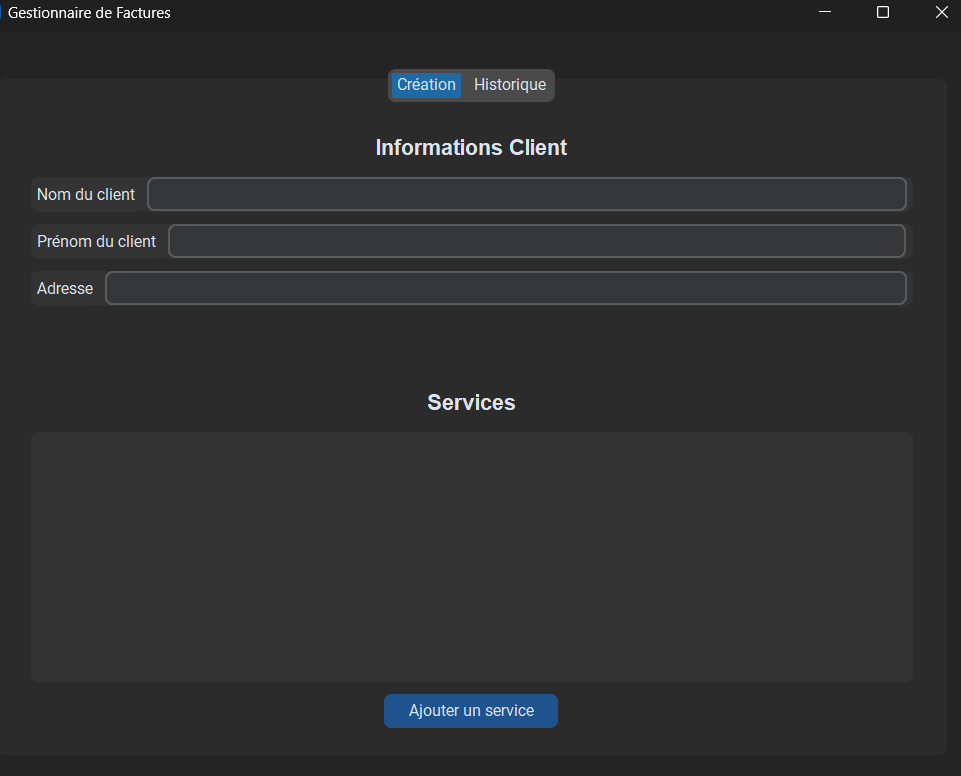 Gestionnaire de Factures
Création Historique
Informations Client
Nom du client
Prénom du client
Adresse
Services
Ajouter un service